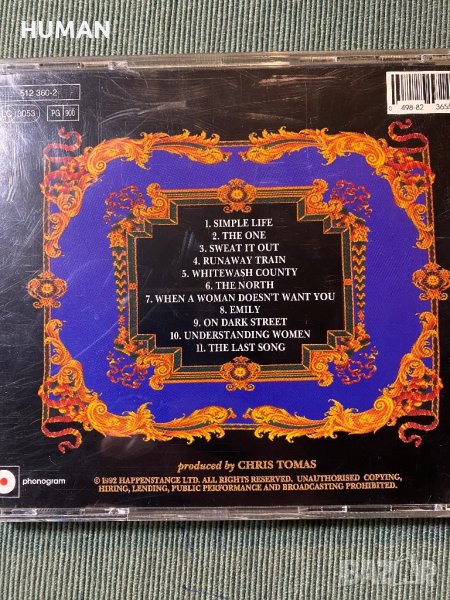 HUMAN
512 360-2
LC 0053 PG 906
0 498-82 3655
1. SIMPLE LIFE
2. THE ONE
3. SWEAT IT OUT
4. RUNAWAY TRAIN
5. WHITEWASH COUNTY
6. THE NORTH
7. WHEN A WOMAN DOESN'T WANT YOU
8. EMILY
9. ON DARK STREET
10. UNDERSTANDING WOMEN
11. THE LAST SONG
produced by CHRIS TOMAS
© 1992 HAPPENSTANCE LTD. ALL RIGHTS RESERVED. UNAUTHORISED COPYING,
HIRING, LENDING, PUBLIC PERFORMANCE AND BROADCASTING PROHIBITED.
phonogram
BAZAR